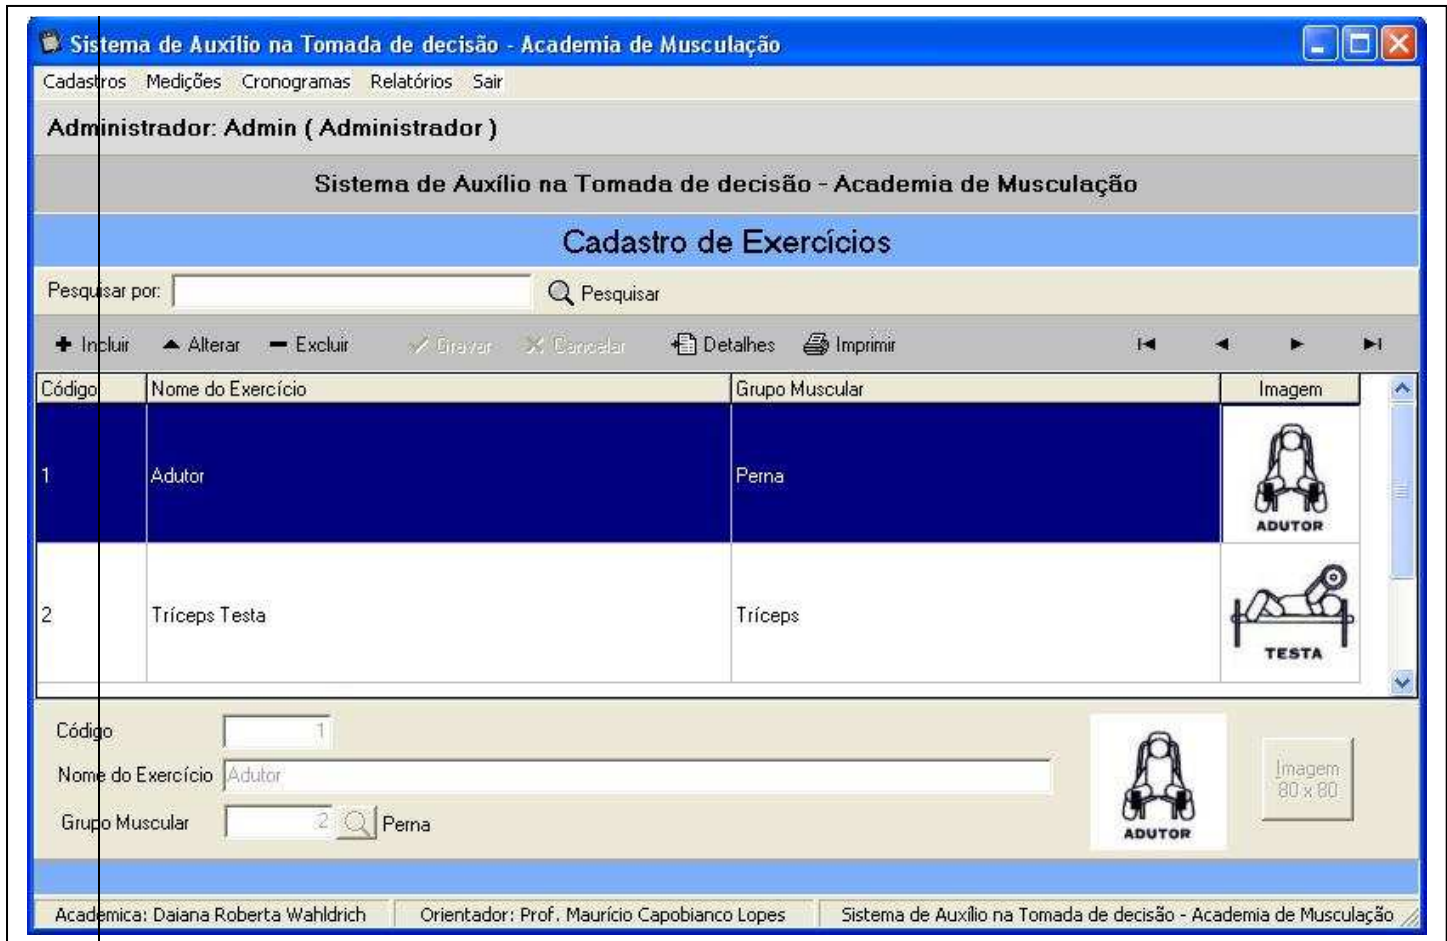 Sistema de Auxílio na Tomada de decisão - Academia de Musculação
Cadastros Medições Cronogramas Relatórios Sair
Administrador: Admin ( Administrador )
Sistema de Auxílio na Tomada de decisão - Academia de Musculação
Cadastro de Exercícios
Pesquisar por: Pesquisar
Incluir Alterar Excluir Gravar Cancelar Detalhes Imprimir
Código Nome do Exercício Grupo Muscular Imagem
1 Adutor Perna
ADUTOR
2 Tríceps Testa Tríceps
TESTA
Código 1
Nome do Exercício Adutor
Grupo Muscular 2 Perna
ADUTOR
Imagem
80 x 80
Academica: Daiana Roberta Wahldrich Orientador: Prof. Maurício Capobianco Lopes Sistema de Auxílio na Tomada de decisão - Academia de Musculação